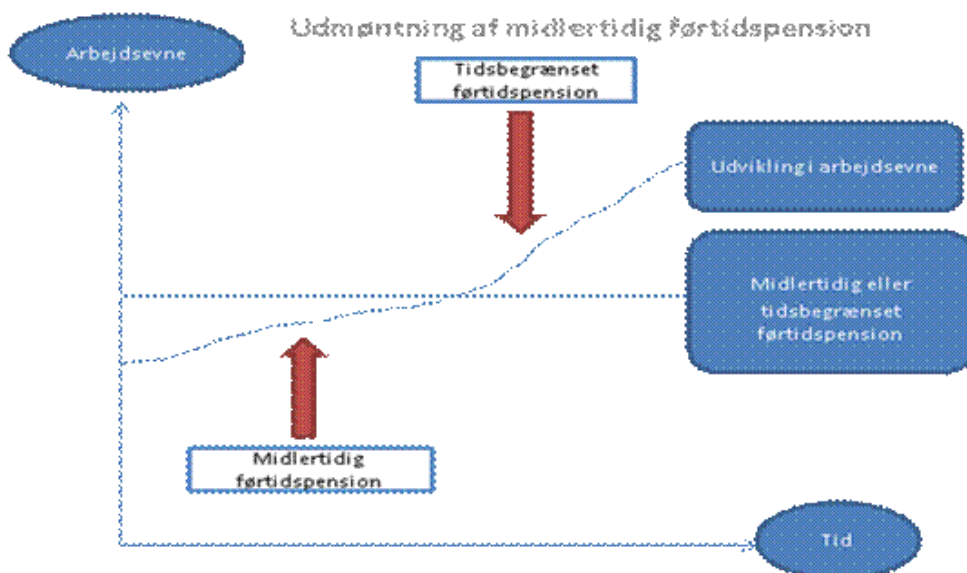 Udmøntning af midlertidig førtidspension
Arbejdsevne
Tidsbegrænset
førtidspension
Udvikling i arbejdsevne
Midlertidig eller
tidsbegrænset
førtidspension
Midlertidig
førtidspension
Tid